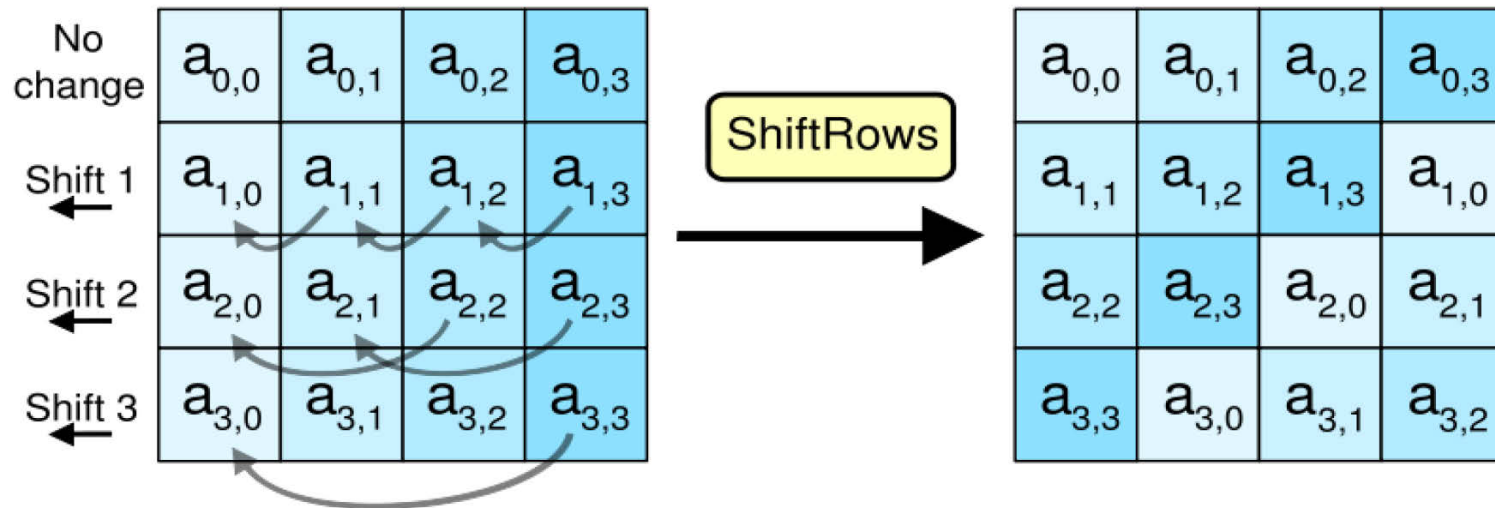 No
change
a0,0 a0,1 a0,2 a0,3
Shift 1
a1,0 a1,1 a1,2 a1,3
Shift 2
a2,0 a2,1 a2,2 a2,3
Shift 3
a3,0 a3,1 a3,2 a3,3
ShiftRows
a0,0 a0,1 a0,2 a0,3
a1,1 a1,2 a1,3 a1,0
a2,2 a2,3 a2,0 a2,1
a3,3 a3,0 a3,1 a3,2